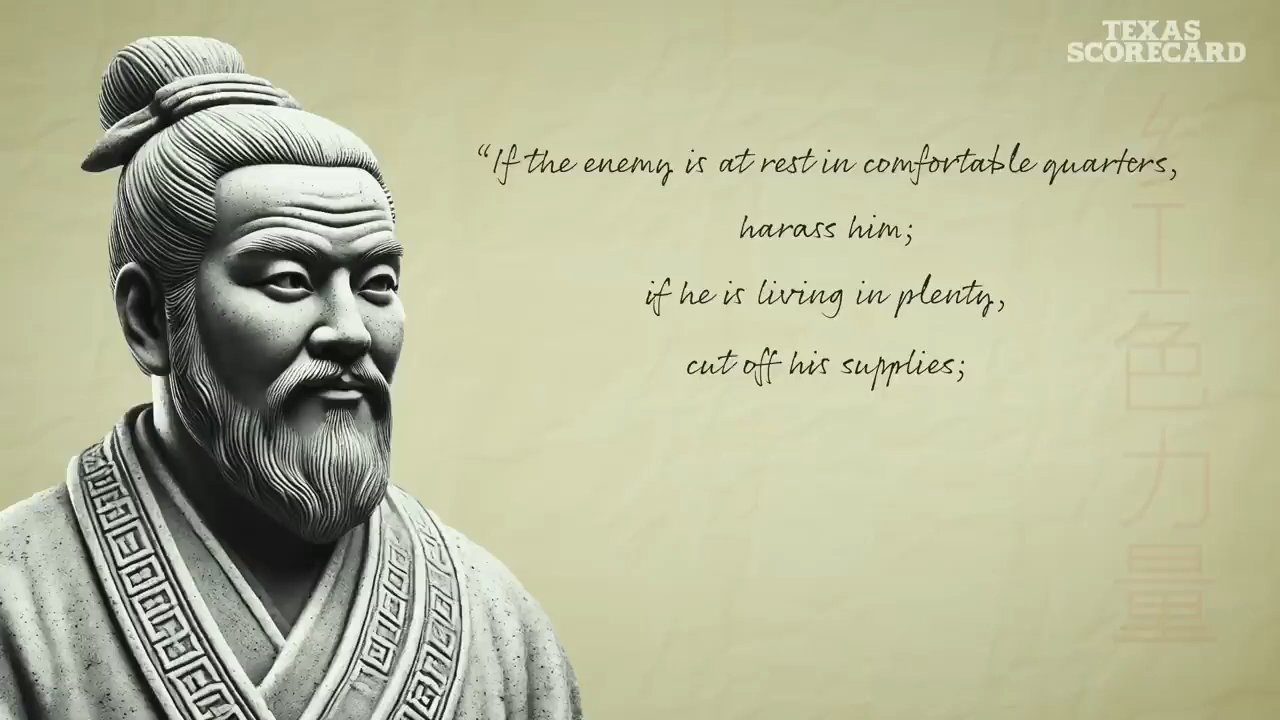 TEXAS
SCORECARD
“If the enemy is at rest in comfortable quarters,
harass him;
if he is living in plenty,
cut off his supplies;
红色力量